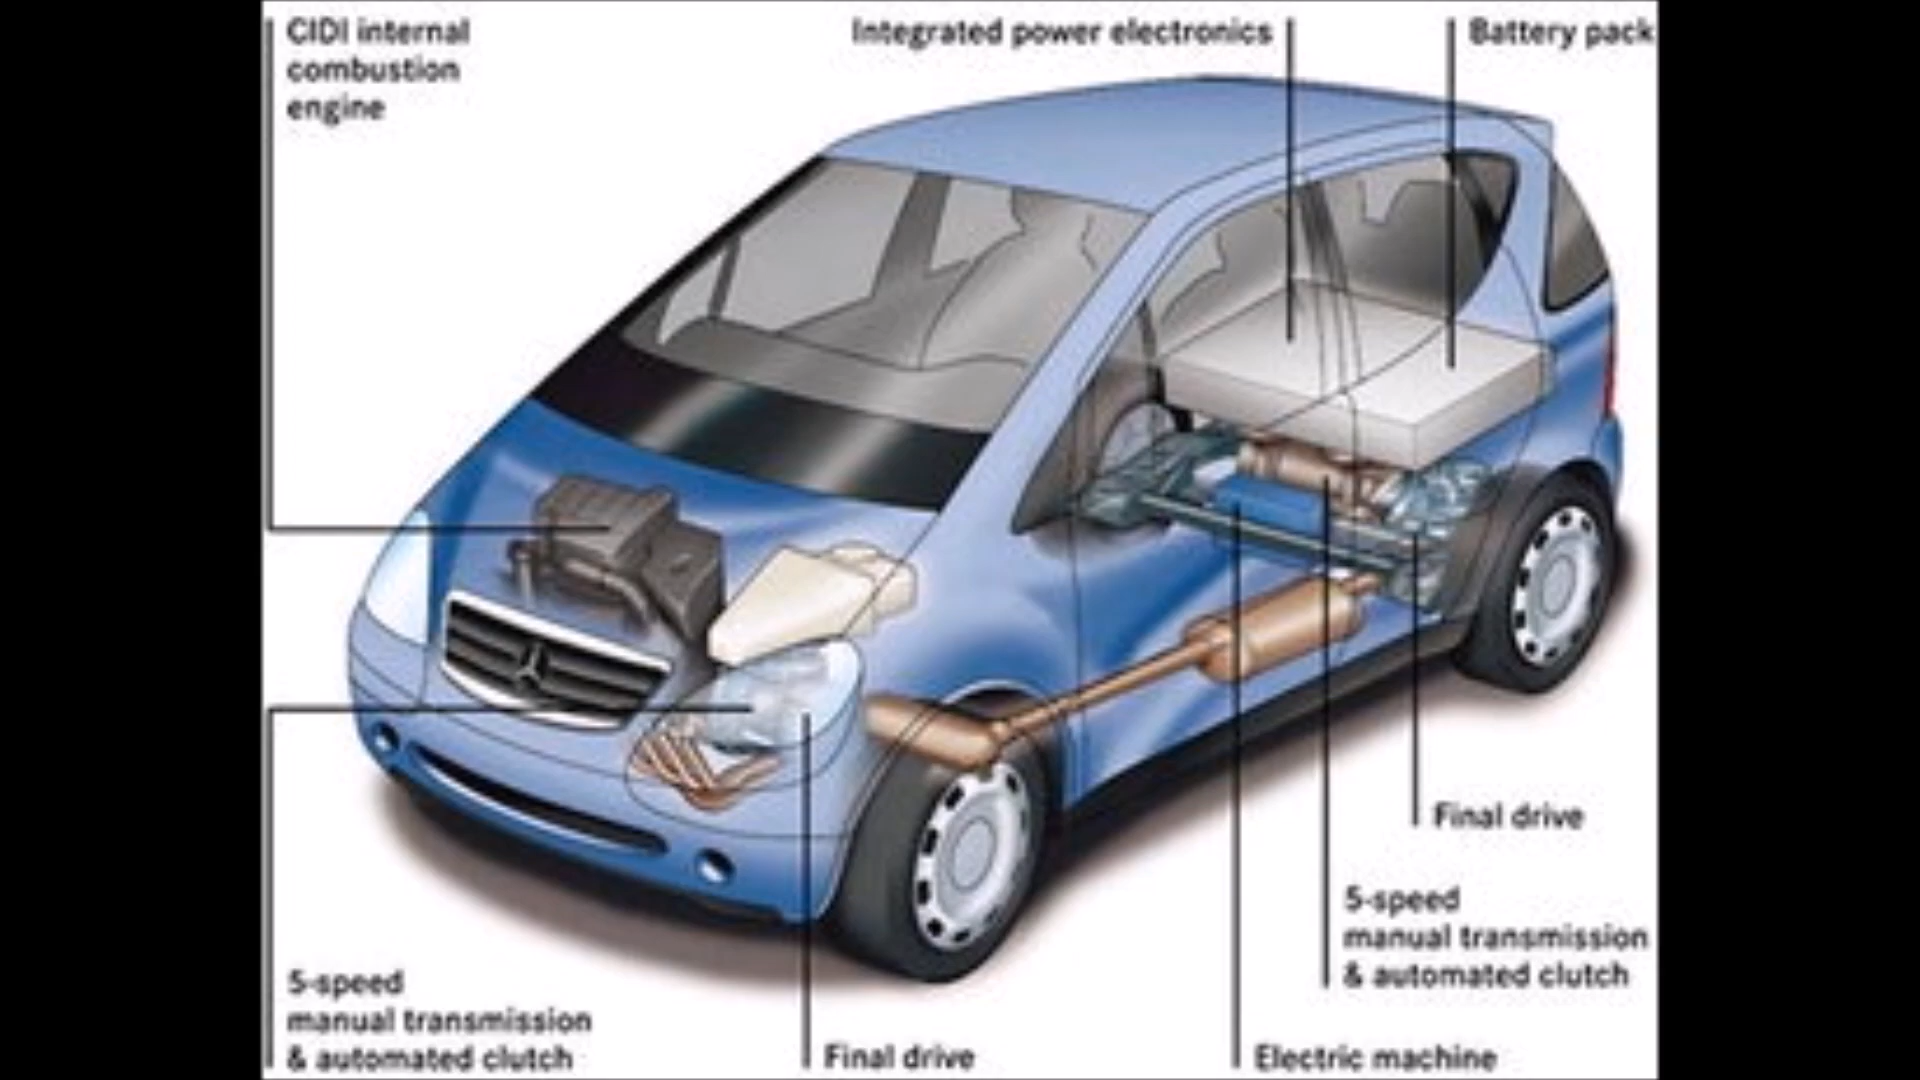 CIDI internal
combustion
engine
Integrated power electronics
Battery pack
Final drive
5-speed
manual transmission
& automated clutch
5-speed
manual transmission
& automated clutch
Final drive
Electric machine